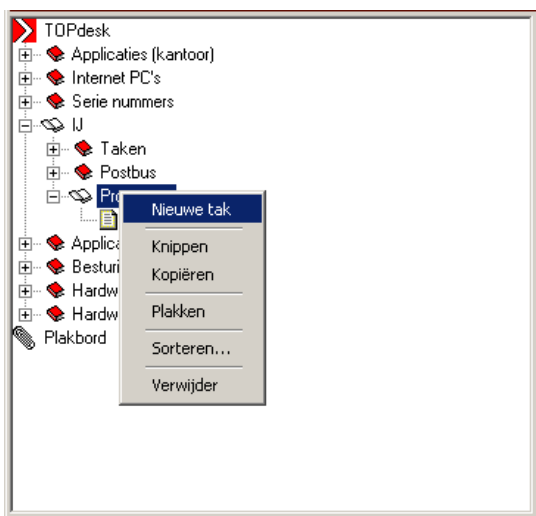 TOPdesk
Applicaties (kantoor)
Internet PC's
Serie nummers
IJ
Taken
Postbus
Nieuwe tak
Knippen
Kopiëren
Plakken
Sorteren...
Verwijder
Plakbord